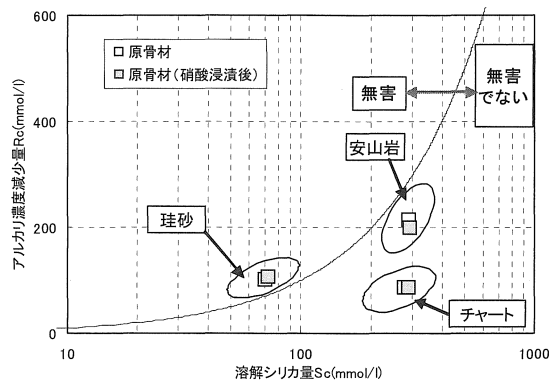 600
400
200
0
アルカリ濃度減少量Rc(mmol/l)
原骨材
原骨材(硝酸浸漬後)
無害
無害
でない
安山岩
珪砂
チャート
10
100
1000
溶解シリカ量Sc(mmol/l)